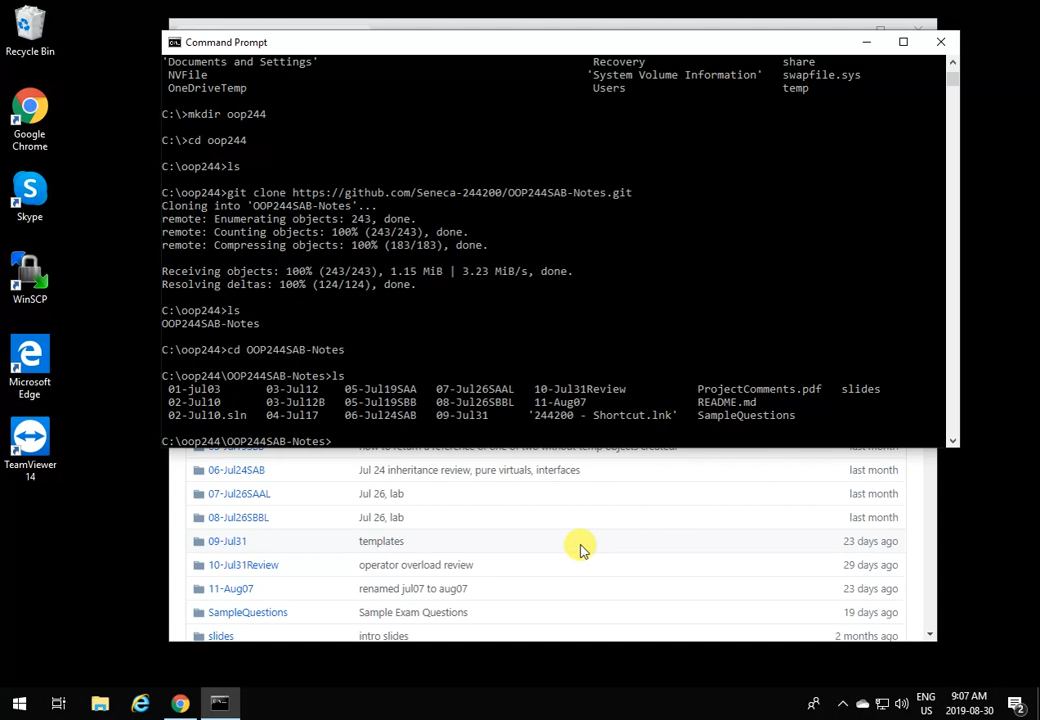 Recycle Bin
Google
Chrome
Skype
WinSCP
Microsoft
Edge
TeamViewer
14
Command Prompt
'Documents and Settings' Recovery share
NVFile 'System Volume Information' swapfile.sys
OneDriveTemp Users temp
C:\>mkdir oop244
C:\>cd oop244
C:\oop244>ls
C:\oop244>git clone https://github.com/Seneca-244200/OOP244SAB-Notes.git
Cloning into 'OOP244SAB-Notes'...
remote: Enumerating objects: 243, done.
remote: Counting objects: 100% (243/243), done.
remote: Compressing objects: 100% (183/183), done.
Receiving objects: 100% (243/243), 1.15 MiB | 3.23 MiB/s, done.
Resolving deltas: 100% (124/124), done.
C:\oop244>ls
OOP244SAB-Notes
C:\oop244>cd OOP244SAB-Notes
C:\oop244\OOP244SAB-Notes>ls
01-jul03 03-Jul12 05-Jul19SAA 07-Jul26SAAL 10-Jul31Review ProjectComments.pdf slides
02-Jul10 03-Jul12B 05-Jul19SBB 08-Jul26SBBL 11-Aug07 README.md
02-Jul10.sln 04-Jul17 06-Jul24SAB 09-Jul31 '244200 - Shortcut.lnk' SampleQuestions
C:\oop244\OOP244SAB-Notes>
06-Jul24SAB Jul 24 inheritance review, pure virtuals, interfaces last month
07-Jul26SAAL Jul 26, lab last month
08-Jul26SBBL Jul 26, lab last month
09-Jul31 templates 23 days ago
10-Jul31Review operator overload review 29 days ago
11-Aug07 renamed jul07 to aug07 23 days ago
SampleQuestions Sample Exam Questions 19 days ago
slides intro slides 2 months ago
ENG
US
9:07 AM
2019-08-30
2